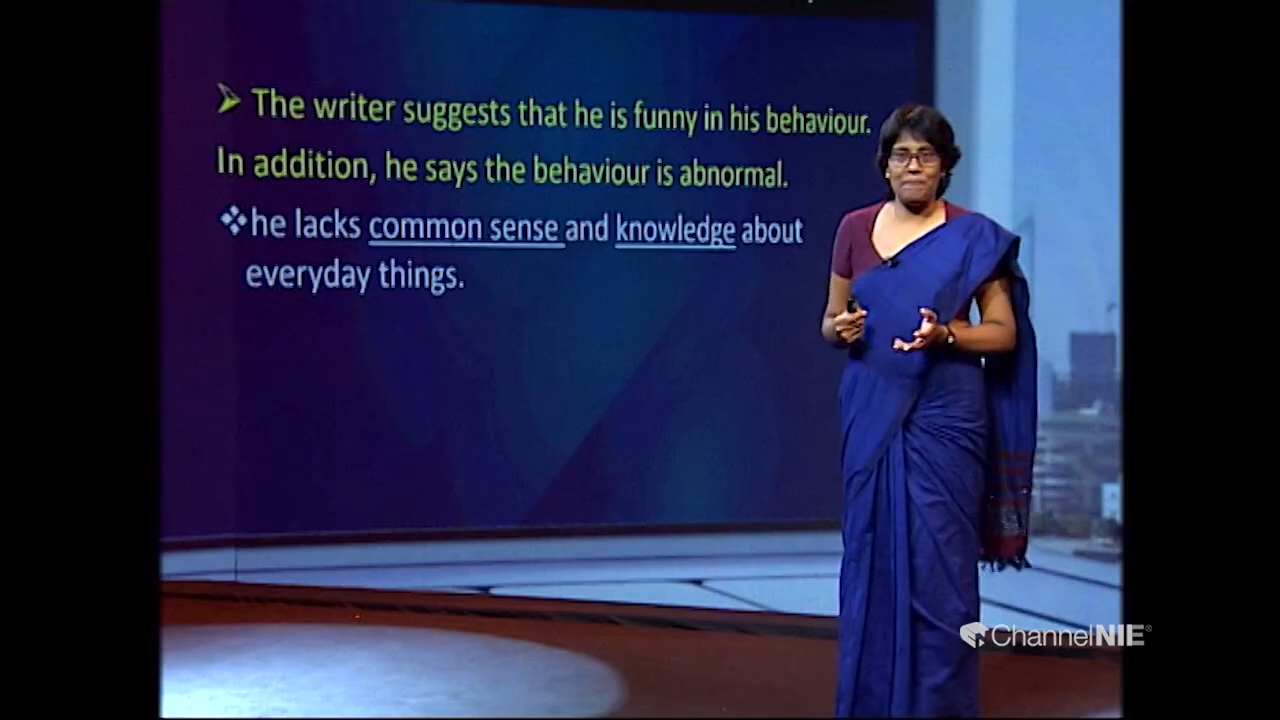 The writer suggests that he is funny in his behaviour.
In addition, he says the behaviour is abnormal.
he lacks common sense and knowledge about
everyday things.
ChannelNIE